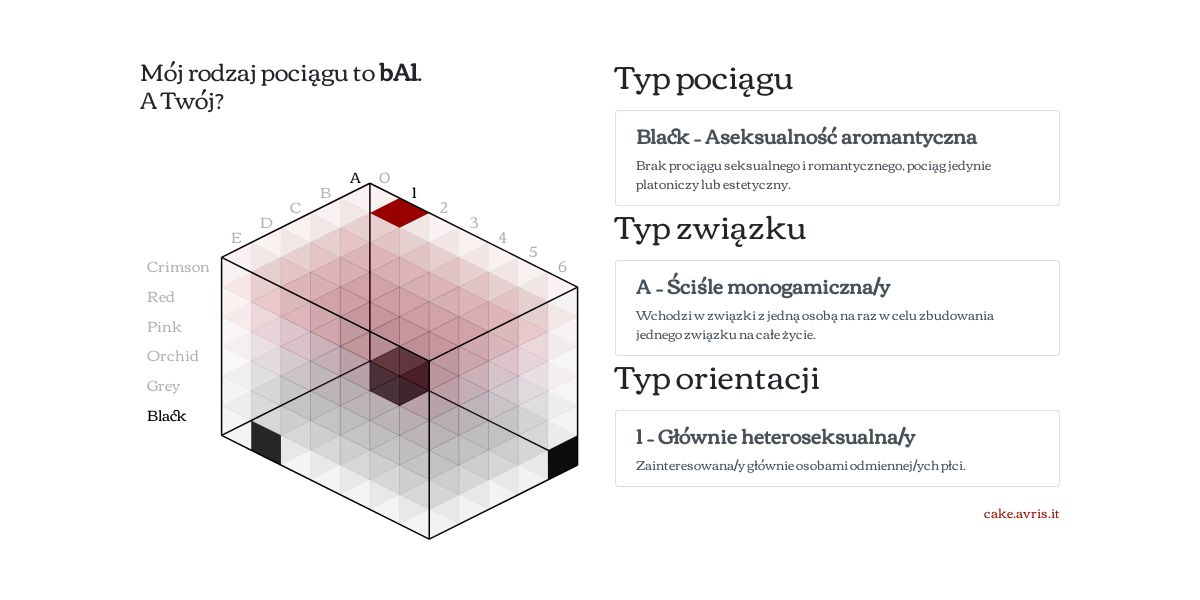 Mój rodzaj pociągu to bA1.
A Twój?
A O
B 1
C 2
D 3
E 4
5
6
Crimson
Red
Pink
Orchid
Grey
Black
Typ pociągu
Black – Aseksualność aromantyczna
Brak prociągu seksualnego i romantycznego, pociąg jedynie
platoniczy lub estetyczny.
Typ związku
A – Ściśle monogamiczna/y
Wchodzi w związki z jedną osobą na raz w celu zbudowania
jednego związku na całe życie.
Typ orientacji
1 – Głównie heteroseksualna/y
Zainteresowana/y głównie osobami odmiennej/ych płci.
cake.avris.it